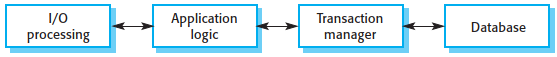 I/O
processing
Application
logic
Transaction
manager
Database